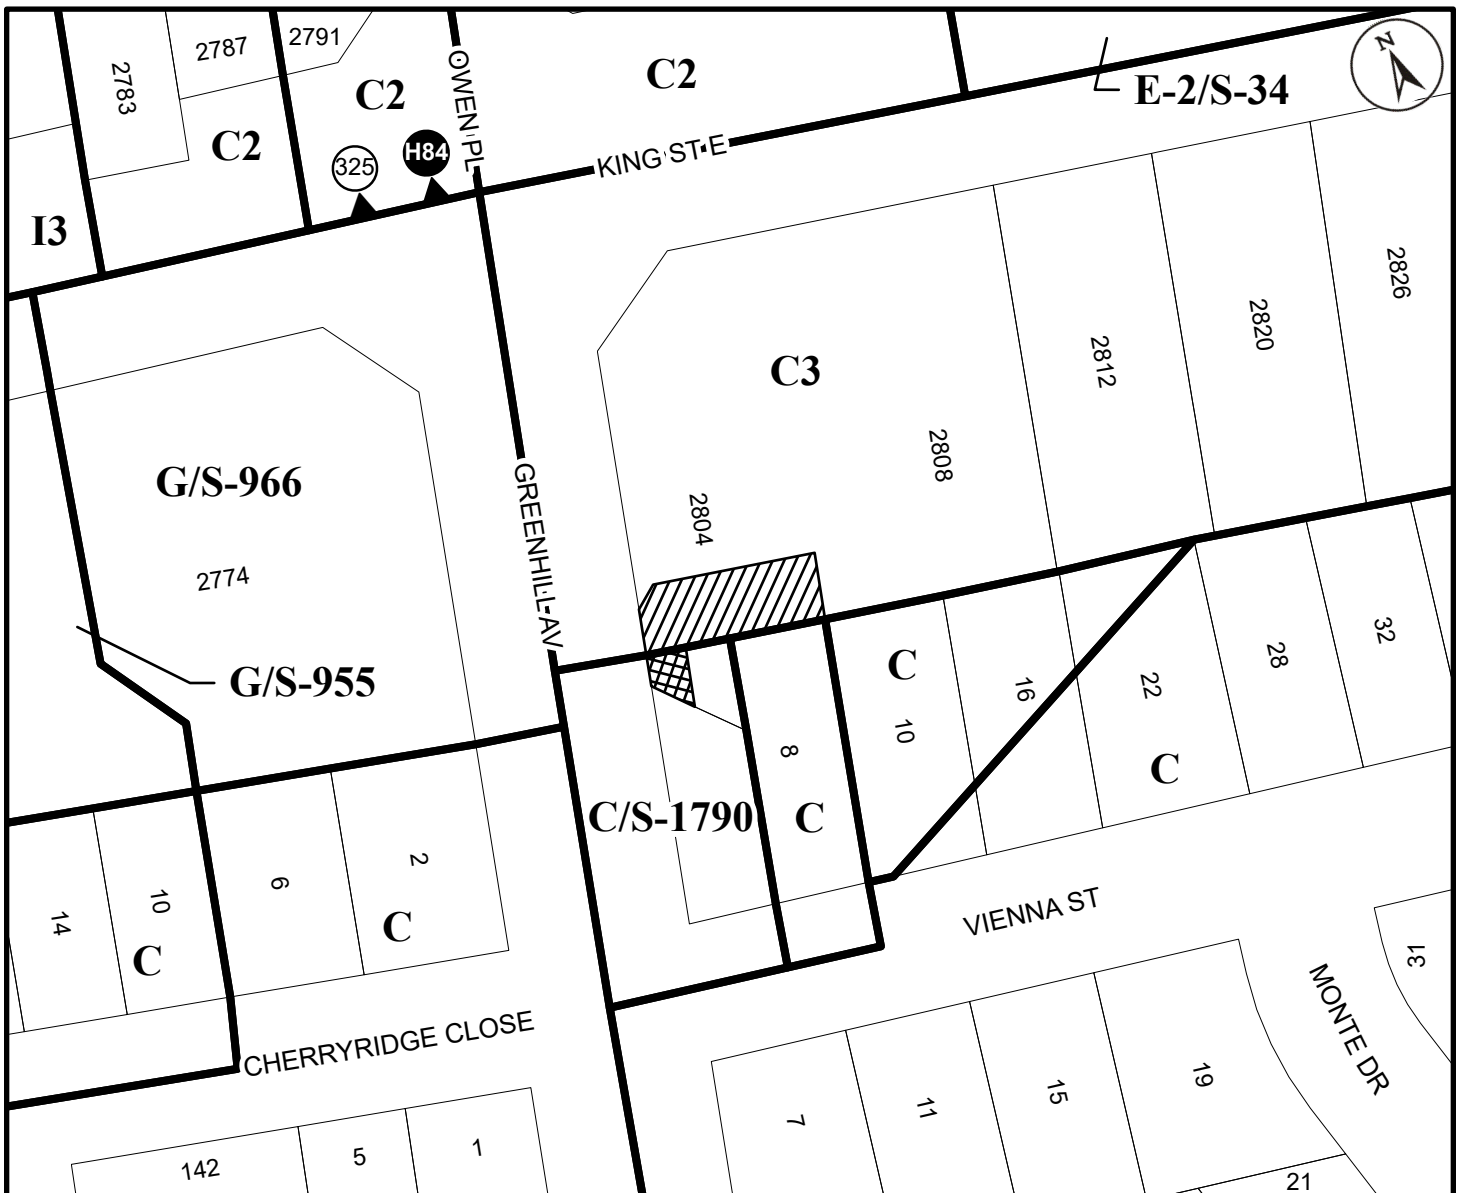 2783
2787
2791
C2
C2
OWEN PL
C2
N
E-2/S-34
325
H84
KING ST E
I3
C3
2812
2820
2826
2808
2804
G/S-966
2774
GREENHILL AV
G/S-955
C
10
16
22
28
32
C
8
C
C/S-1790
14
10
C
6
2
C
VIENNA ST
31
MONTE DR
CHERRYRIDGE CLOSE
7
11
15
19
142
5
1
21